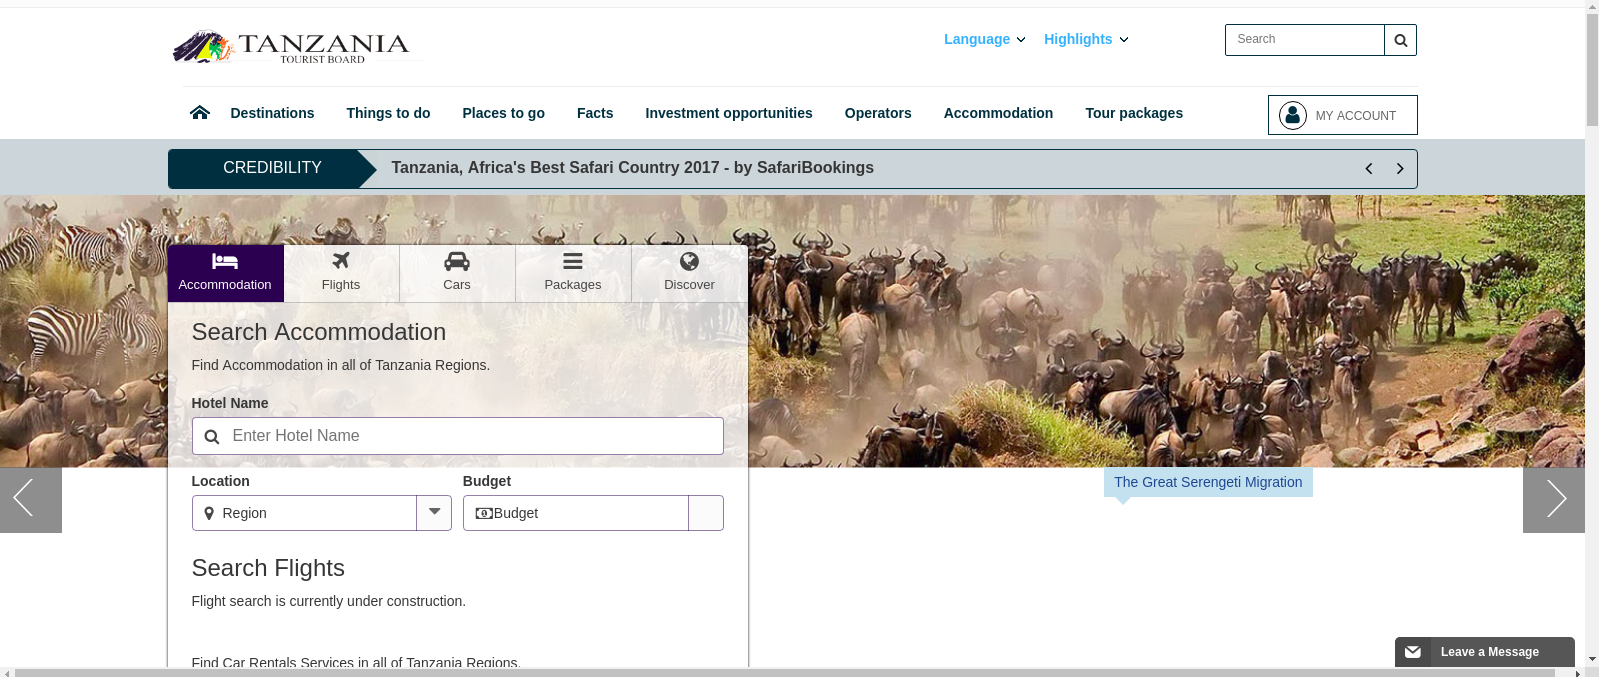 TANZANIA
TOURIST BOARD
Language
Highlights
Search
Destinations
Things to do
Places to go
Facts
Investment opportunities
Operators
Accommodation
Tour packages
MY ACCOUNT
CREDIBILITY
Tanzania, Africa's Best Safari Country 2017 - by SafariBookings
Accommodation
Flights
Cars
Packages
Discover
Search Accommodation
Find Accommodation in all of Tanzania Regions.
Hotel Name
Enter Hotel Name
Location
Budget
Region
Budget
The Great Serengeti Migration
Search Flights
Flight search is currently under construction.
Find Car Rentals Services in all of Tanzania Regions.
Leave a Message